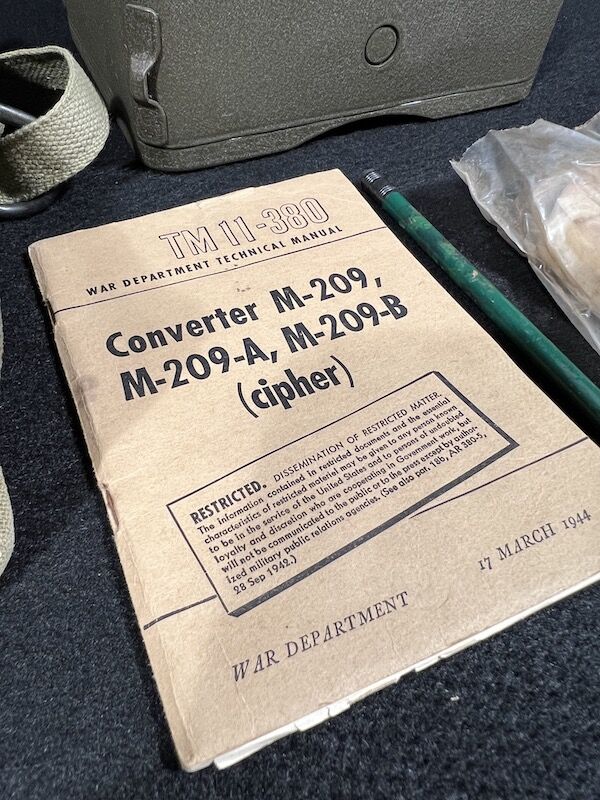 TM 11-380
WAR DEPARTMENT TECHNICAL MANUAL
Converter M-209,
M-209-A, M-209-B
(cipher)
RESTRICTED. DISSEMINATION OF RESTRICTED MATTER.
The information contained in restricted documents and the essential
characteristics of restricted materiel may be given to any person known
to be in the service of the United States and to persons of undoubted
loyalty and discretion who are cooperating in Government work, but
will not be communicated to the public or to the press except by author-
ized military public relations agencies. (See also par. 18b, AR 380-5,
28 Sep 1942.)
WAR DEPARTMENT 17 MARCH 1944